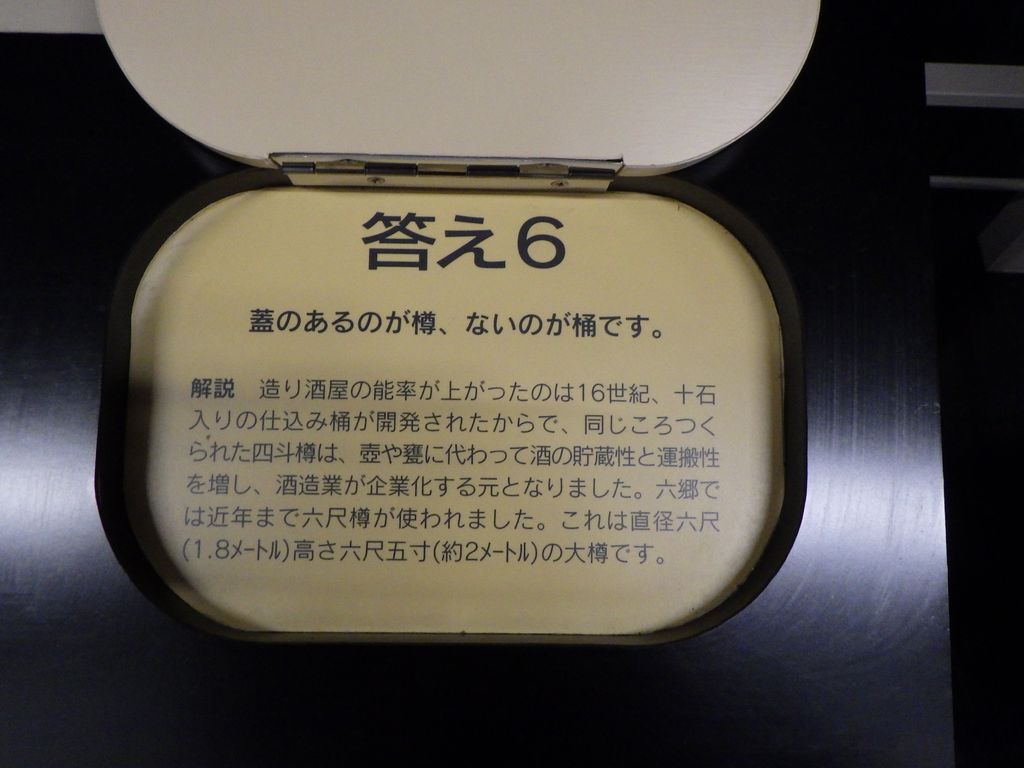 答え6
蓋のあるのが樽、ないのが桶です。
解説　造り酒屋の能率が上がったのは16世紀、十石
入りの仕込み桶が開発されたからで、同じころつく
られた四斗樽は、壺や甕に代わって酒の貯蔵性と運搬性
を増し、酒造業が企業化する元となりました。六郷で
は近年まで六尺樽が使われました。これは直径六尺
(1.8メートル)高さ六尺五寸(約2メートル)の大樽です。